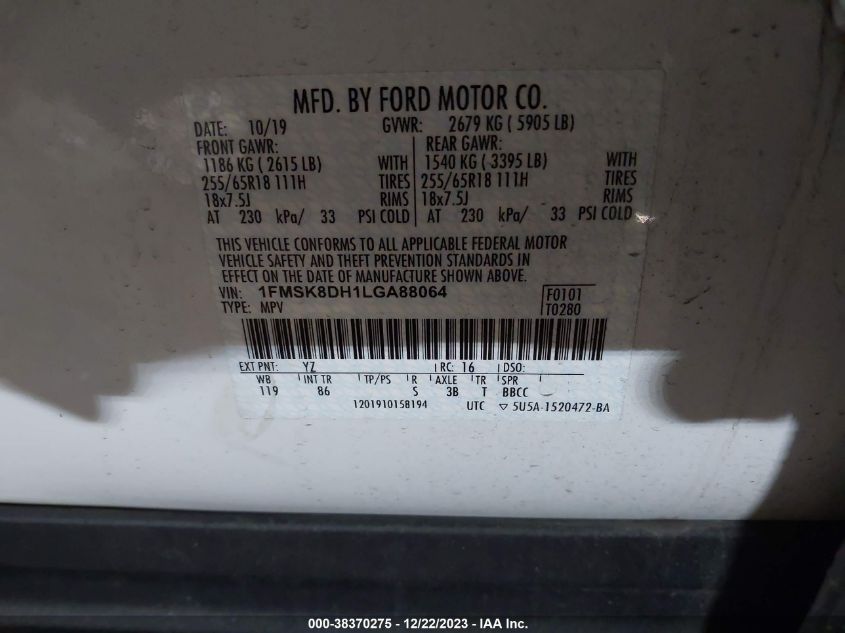 MFD. BY FORD MOTOR CO.
DATE: 10/19 GVWR: 2679 KG ( 5905 LB)
FRONT GAWR: REAR GAWR:
1186 KG ( 2615 LB) WITH 1540 KG ( 3395 LB) WITH
255/65R18 111H TIRES 255/65R18 111H TIRES
18x7.5J RIMS 18x7.5J RIMS
AT 230 kPa/ 33 PSI COLD AT 230 kPa/ 33 PSI COLD
THIS VEHICLE CONFORMS TO ALL APPLICABLE FEDERAL MOTOR
VEHICLE SAFETY AND THEFT PREVENTION STANDARDS IN
EFFECT ON THE DATE OF MANUFACTURE SHOWN ABOVE.
VIN: 1FMSK8DH1LGA88064 F0101
TYPE: MPV T0280
EXT PNT: YZ RC: 16 DSO:
WB INT TR TP/PS R AXLE TR SPR
119 86 S 3B T BBCC
120191015B194 UTC ▽ 5U5A-1520472-BA
000-38370275 - 12/22/2023 - IAA Inc.